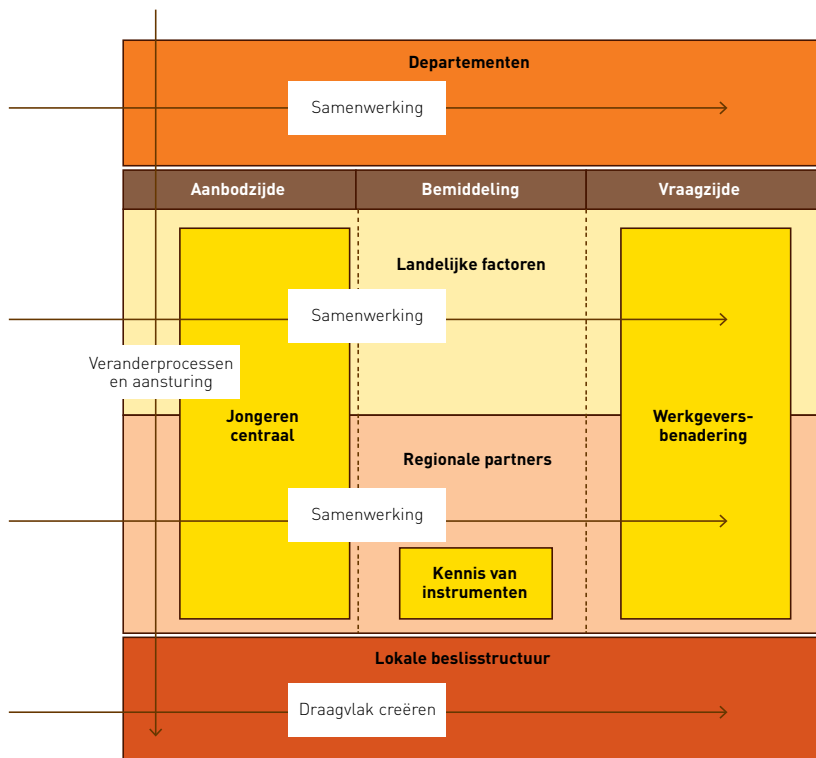 Departementen
Samenwerking
Aanbodzijde
Bemiddeling
Vraagzijde
Landelijke factoren
Samenwerking
Veranderprocessen
en aansturing
Jongeren
centraal
Werkgevers-
benadering
Regionale partners
Samenwerking
Kennis van
instrumenten
Lokale beslisstructuur
Draagvlak creëren